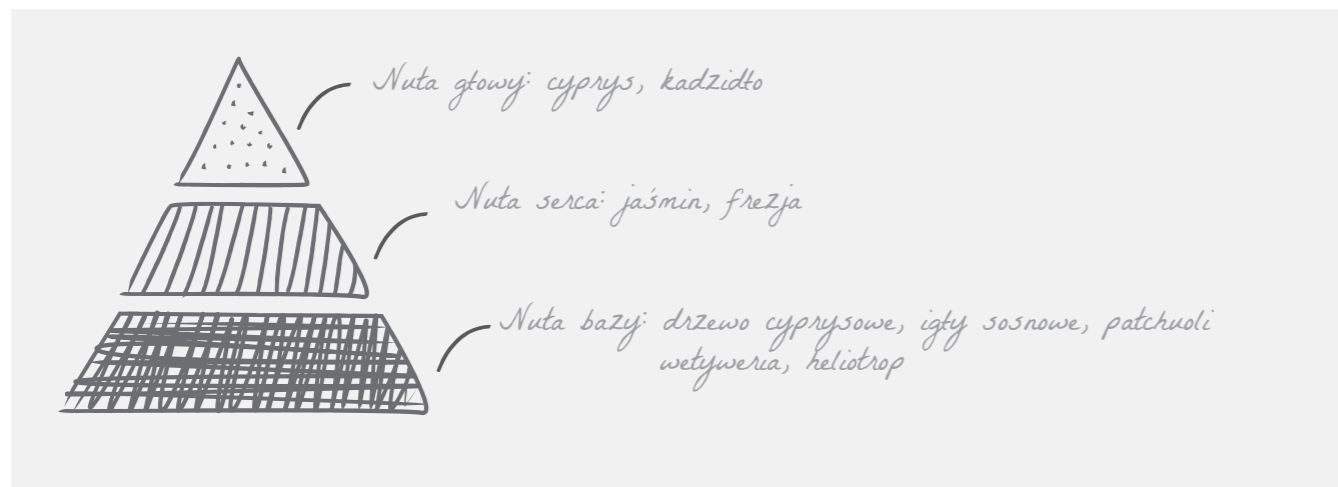 Nuta głowy: cyprys, kadzidło
Nuta serca: jaśmin, frezja
Nuta bazy: drzewo cyprysowe, igły sosnowe, patchuoli
wetyweria, heliotrop